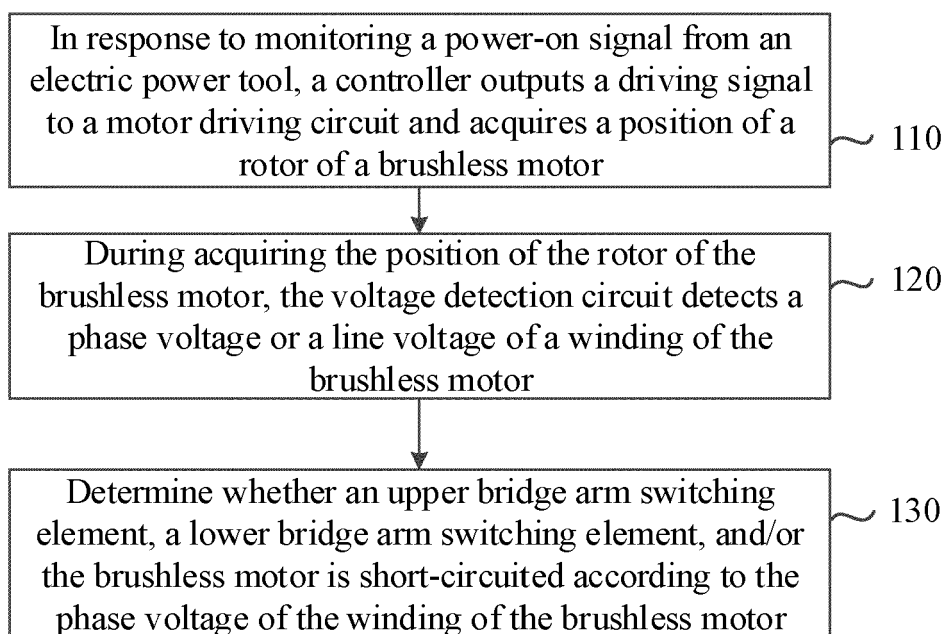 In response to monitoring a power-on signal from an
electric power tool, a controller outputs a driving signal
to a motor driving circuit and acquires a position of a
rotor of a brushless motor
110
During acquiring the position of the rotor of the
brushless motor, the voltage detection circuit detects a
phase voltage or a line voltage of a winding of the
brushless motor
120
Determine whether an upper bridge arm switching
element, a lower bridge arm switching element, and/or
the brushless motor is short-circuited according to the
phase voltage of the winding of the brushless motor
130